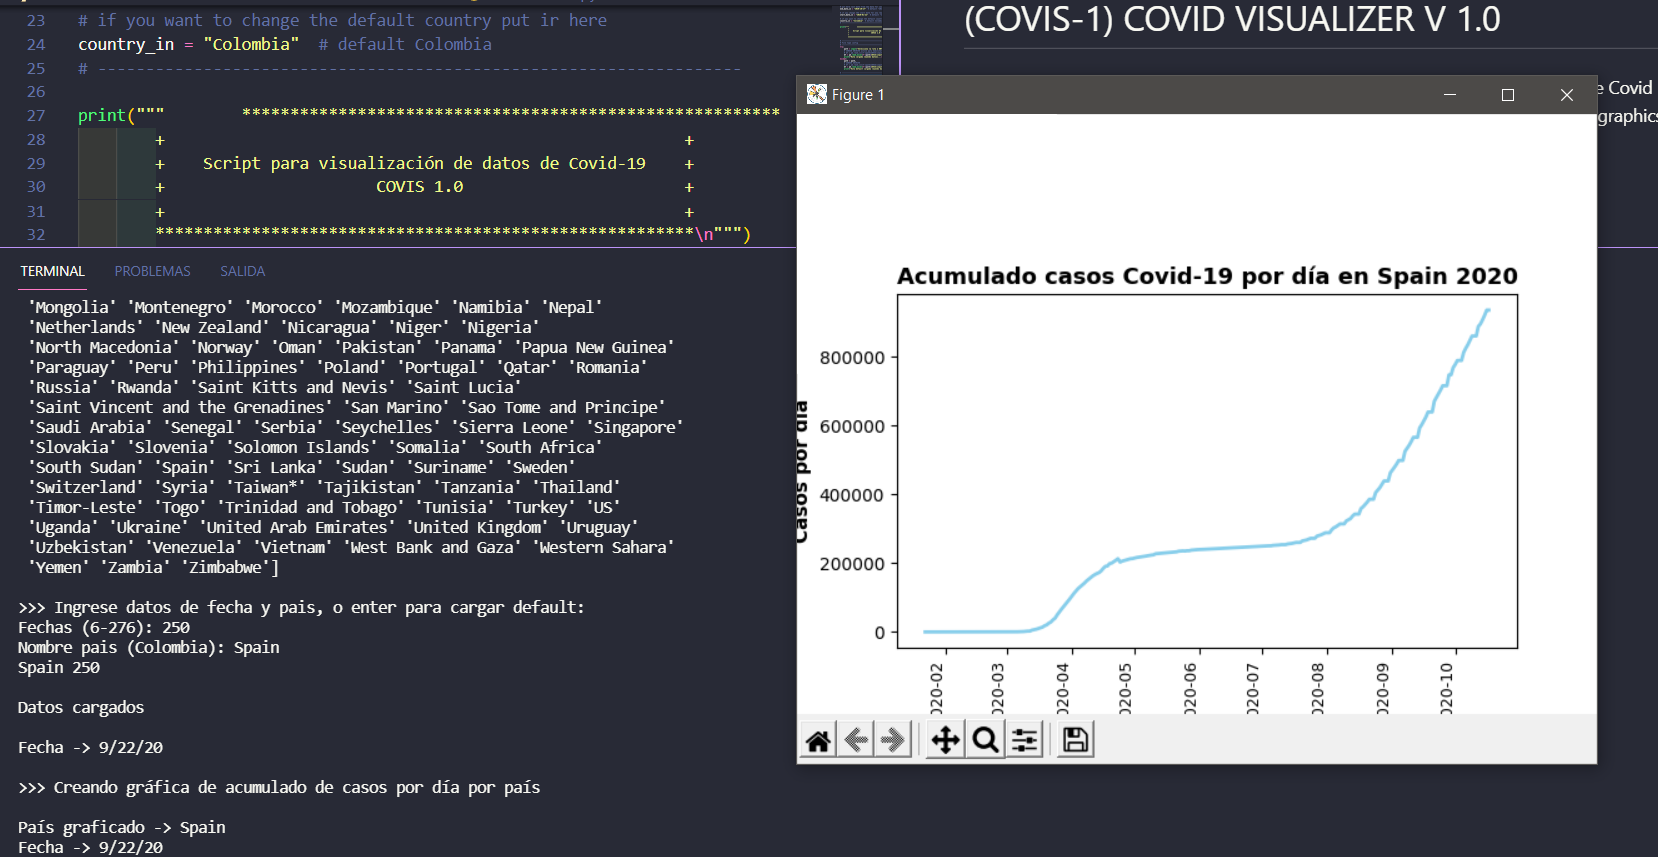 23 # if you want to change the default country put ir here
24 country_in = "Colombia"  # default Colombia
25 # -------------------------------------------------------------------
26
27 print("""        ********************************************************
28 +                                                      +
29 +    Script para visualización de datos de Covid-19    +
30 +                      COVIS 1.0                       +
31 +                                                      +
32 ********************************************************\n""")
(COVIS-1) COVID VISUALIZER V 1.0
e Covid
graphics
TERMINAL PROBLEMAS SALIDA
'Mongolia' 'Montenegro' 'Morocco' 'Mozambique' 'Namibia' 'Nepal'
'Netherlands' 'New Zealand' 'Nicaragua' 'Niger' 'Nigeria'
'North Macedonia' 'Norway' 'Oman' 'Pakistan' 'Panama' 'Papua New Guinea'
'Paraguay' 'Peru' 'Philippines' 'Poland' 'Portugal' 'Qatar' 'Romania'
'Russia' 'Rwanda' 'Saint Kitts and Nevis' 'Saint Lucia'
'Saint Vincent and the Grenadines' 'San Marino' 'Sao Tome and Principe'
'Saudi Arabia' 'Senegal' 'Serbia' 'Seychelles' 'Sierra Leone' 'Singapore'
'Slovakia' 'Slovenia' 'Solomon Islands' 'Somalia' 'South Africa'
'South Sudan' 'Spain' 'Sri Lanka' 'Sudan' 'Suriname' 'Sweden'
'Switzerland' 'Syria' 'Taiwan*' 'Tajikistan' 'Tanzania' 'Thailand'
'Timor-Leste' 'Togo' 'Trinidad and Tobago' 'Tunisia' 'Turkey' 'US'
'Uganda' 'Ukraine' 'United Arab Emirates' 'United Kingdom' 'Uruguay'
'Uzbekistan' 'Venezuela' 'Vietnam' 'West Bank and Gaza' 'Western Sahara'
'Yemen' 'Zambia' 'Zimbabwe']
>>> Ingrese datos de fecha y pais, o enter para cargar default:
Fechas (6-276): 250
Nombre pais (Colombia): Spain
Spain 250
Datos cargados
Fecha -> 9/22/20
>>> Creando gráfica de acumulado de casos por día por país
País graficado -> Spain
Fecha -> 9/22/20
Figure 1
Acumulado casos Covid-19 por día en Spain 2020
Casos por día
800000
600000
400000
200000
0
020-02
020-03
020-04
020-05
020-06
020-07
020-08
020-09
020-10